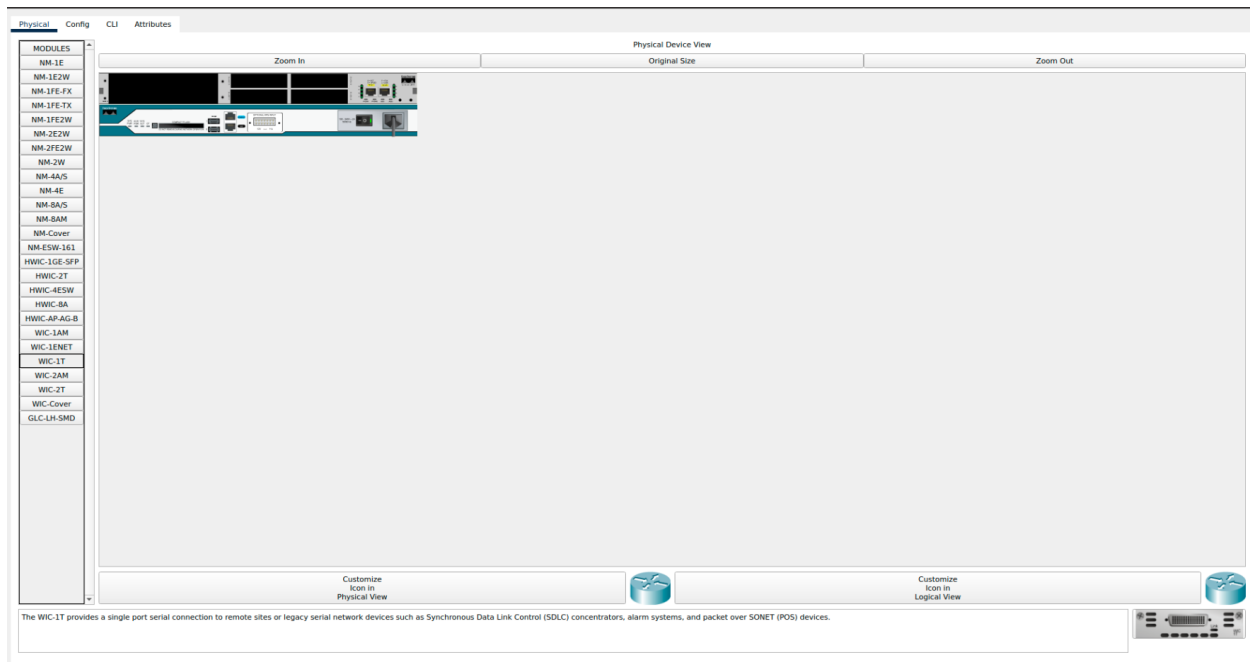 Physical Config CLI Attributes
MODULES
NM-1E
NM-1E2W
NM-1FE-FX
NM-1FE-TX
NM-1FE2W
NM-2E2W
NM-2FE2W
NM-2W
NM-4A/S
NM-4E
NM-8A/S
NM-8AM
NM-Cover
NM-ESW-161
HWIC-1GE-SFP
HWIC-2T
HWIC-4ESW
HWIC-8A
HWIC-AP-AG-B
WIC-1AM
WIC-1ENET
WIC-1T
WIC-2AM
WIC-2T
WIC-Cover
GLC-LH-SMD
Physical Device View
Zoom In Original Size Zoom Out
Customize
Icon in
Physical View
Customize
Icon in
Logical View
The WIC-1T provides a single port serial connection to remote sites or legacy serial network devices such as Synchronous Data Link Control (SDLC) concentrators, alarm systems, and packet over SONET (POS) devices.